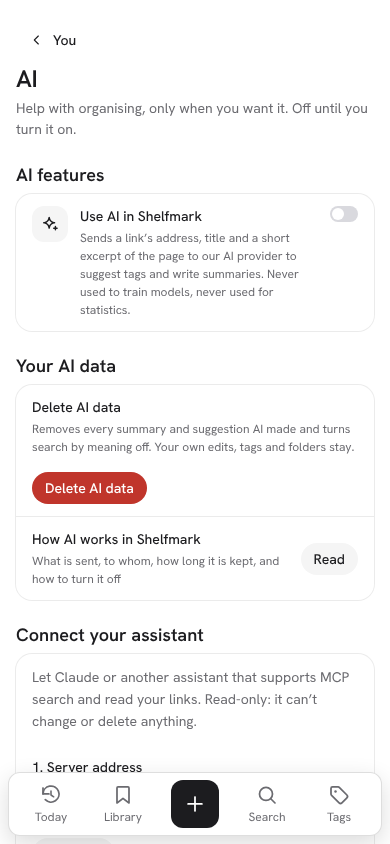 You
AI
Help with organising, only when you want it. Off until you
turn it on.
AI features
Use AI in Shelfmark
Sends a link’s address, title and a short
excerpt of the page to our AI provider to
suggest tags and write summaries. Never
used to train models, never used for
statistics.
Your AI data
Delete AI data
Removes every summary and suggestion AI made and turns
search by meaning off. Your own edits, tags and folders stay.
Delete AI data
How AI works in Shelfmark
What is sent, to whom, how long it is kept, and
how to turn it off
Read
Connect your assistant
Let Claude or another assistant that supports MCP
search and read your links. Read-only: it can’t
change or delete anything.
1. Server address
Today
Library
Search
Tags